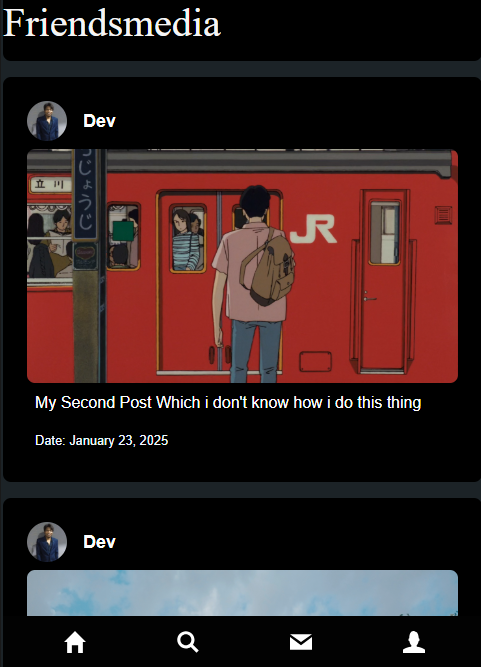 Friendsmedia
Dev
立川
うじょうじ
JR
My Second Post Which i don't know how i do this thing
Date: January 23, 2025
Dev